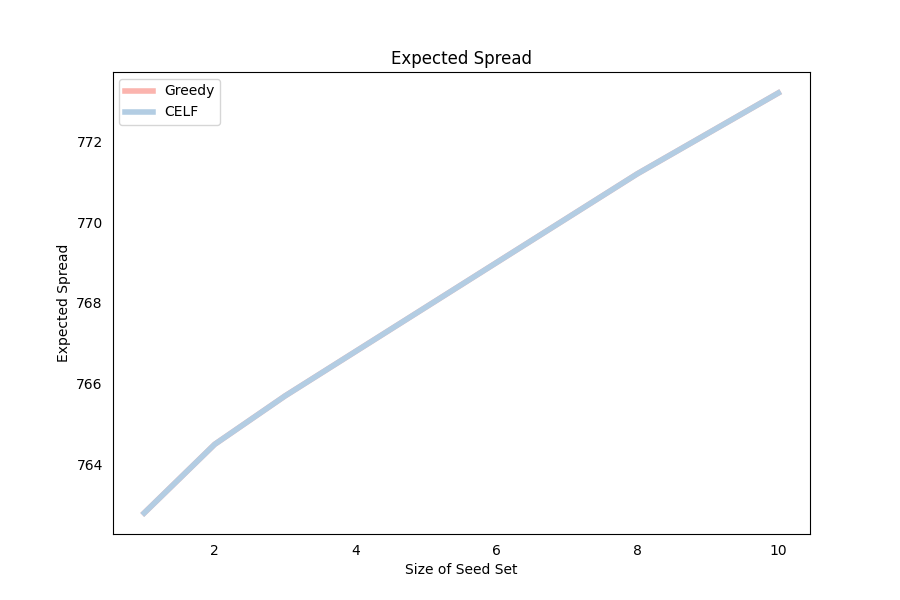 Expected Spread
Greedy
CELF
772
770
768
766
764
Expected Spread
2 4 6 8 10
Size of Seed Set